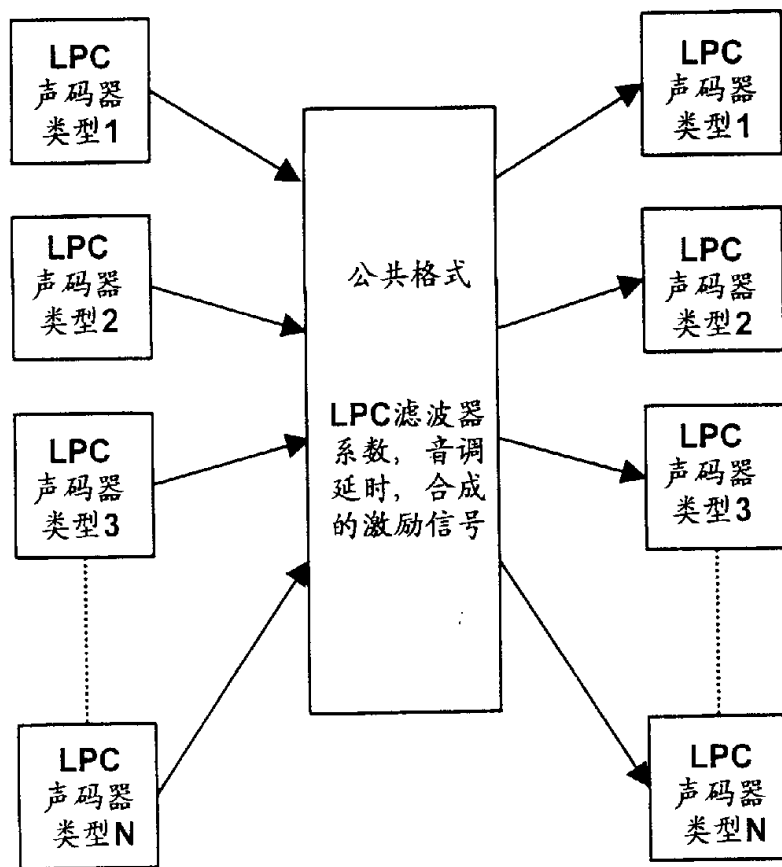 LPC
声码器
类型1
LPC
声码器
类型2
LPC
声码器
类型3
LPC
声码器
类型N
公共格式
LPC滤波器
系数，音调
延时，合成
的激励信号
LPC
声码器
类型1
LPC
声码器
类型2
LPC
声码器
类型3
LPC
声码器
类型N